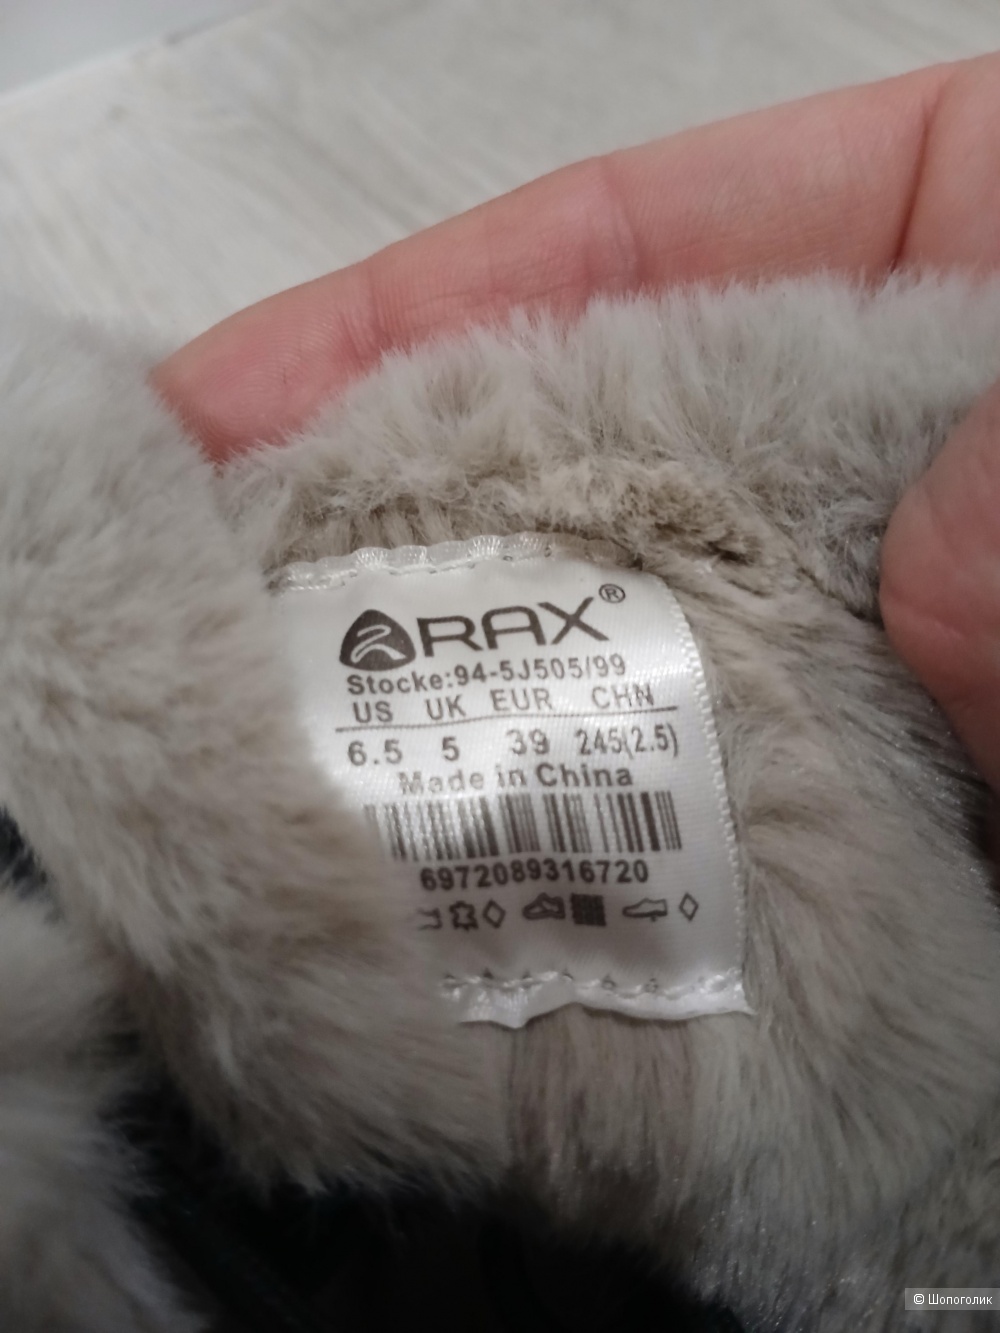 RAX®
Stocke:94-5J505/99
US UK EUR CHN
6.5 5 39 245(2.5)
Made in China
6972089316720
© Шопоголик